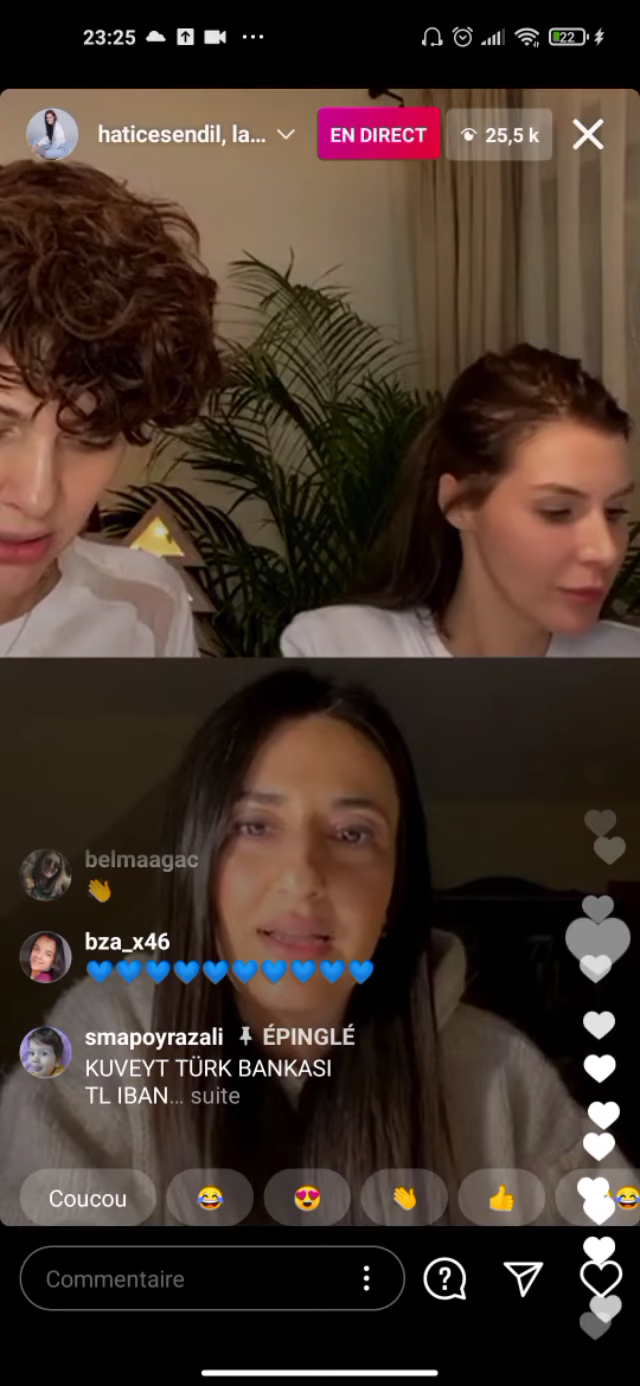 23:25
22
haticesendil, la...
EN DIRECT
25,5 k
belmaagac
👋
bza_x46
💙💙💙💙💙💙💙💙💙💙
smapoyrazali 📌 ÉPINGLÉ
KUVEYT TÜRK BANKASI
TL IBAN... suite
Coucou 😂 😍 👋 👍 😂
Commentaire